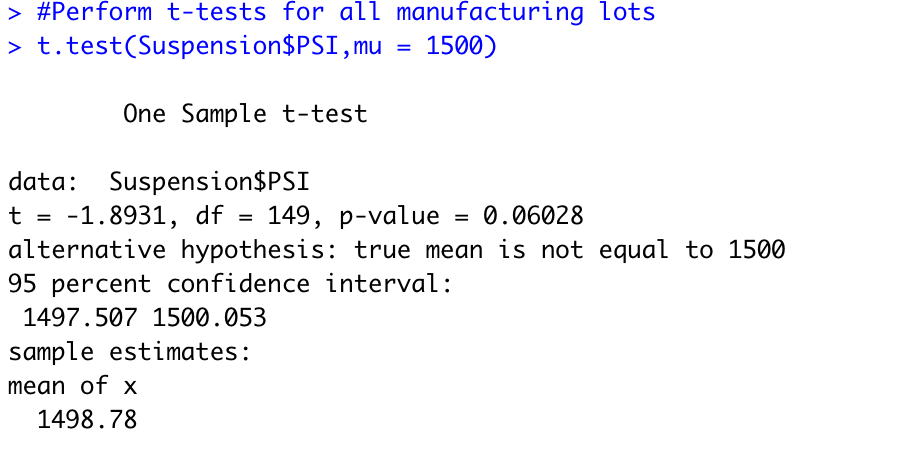 > #Perform t-tests for all manufacturing lots
> t.test(Suspension$PSI,mu = 1500)
One Sample t-test
data:  Suspension$PSI
t = -1.8931, df = 149, p-value = 0.06028
alternative hypothesis: true mean is not equal to 1500
95 percent confidence interval:
1497.507 1500.053
sample estimates:
mean of x
1498.78